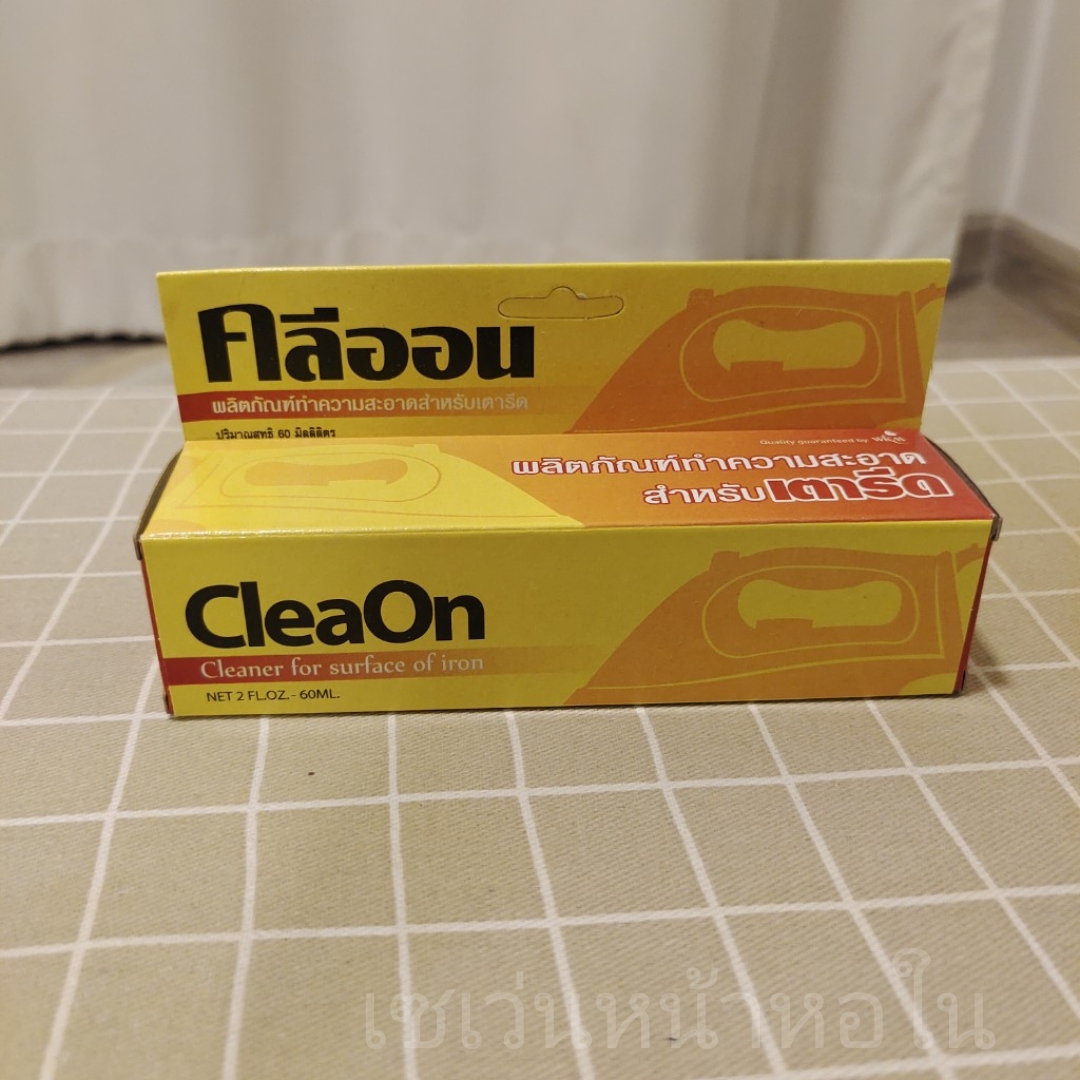 คลีออน
ผลิตภัณฑ์ทำความสะอาดสำหรับเตารีด
ปริมาณสุทธิ 60 มิลลิลิตร
Quality guaranteed by
ผลิตภัณฑ์ทำความสะอาด
สำหรับเตารีด
CleaOn
Cleaner for surface of iron
NET 2 FL.OZ.- 60ML.
เซเว่นหน้าหอใน